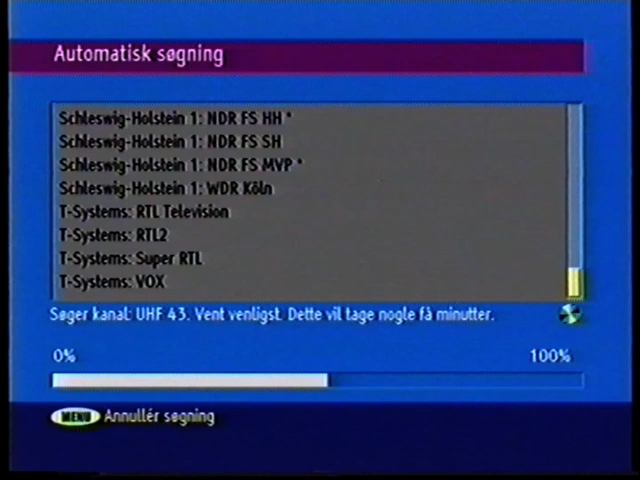 Automatisk søgning
Schleswig-Holstein 1: NDR FS HH *
Schleswig-Holstein 1: NDR FS SH
Schleswig-Holstein 1: NDR FS MVP *
Schleswig-Holstein 1: WDR Köln
T-Systems: RTL Television
T-Systems: RTL2
T-Systems: Super RTL
T-Systems: VOX
Søger kanal: UHF 43. Vent venligst. Dette vil tage nogle få minutter.
0% 100%
MENU Annullér søgning